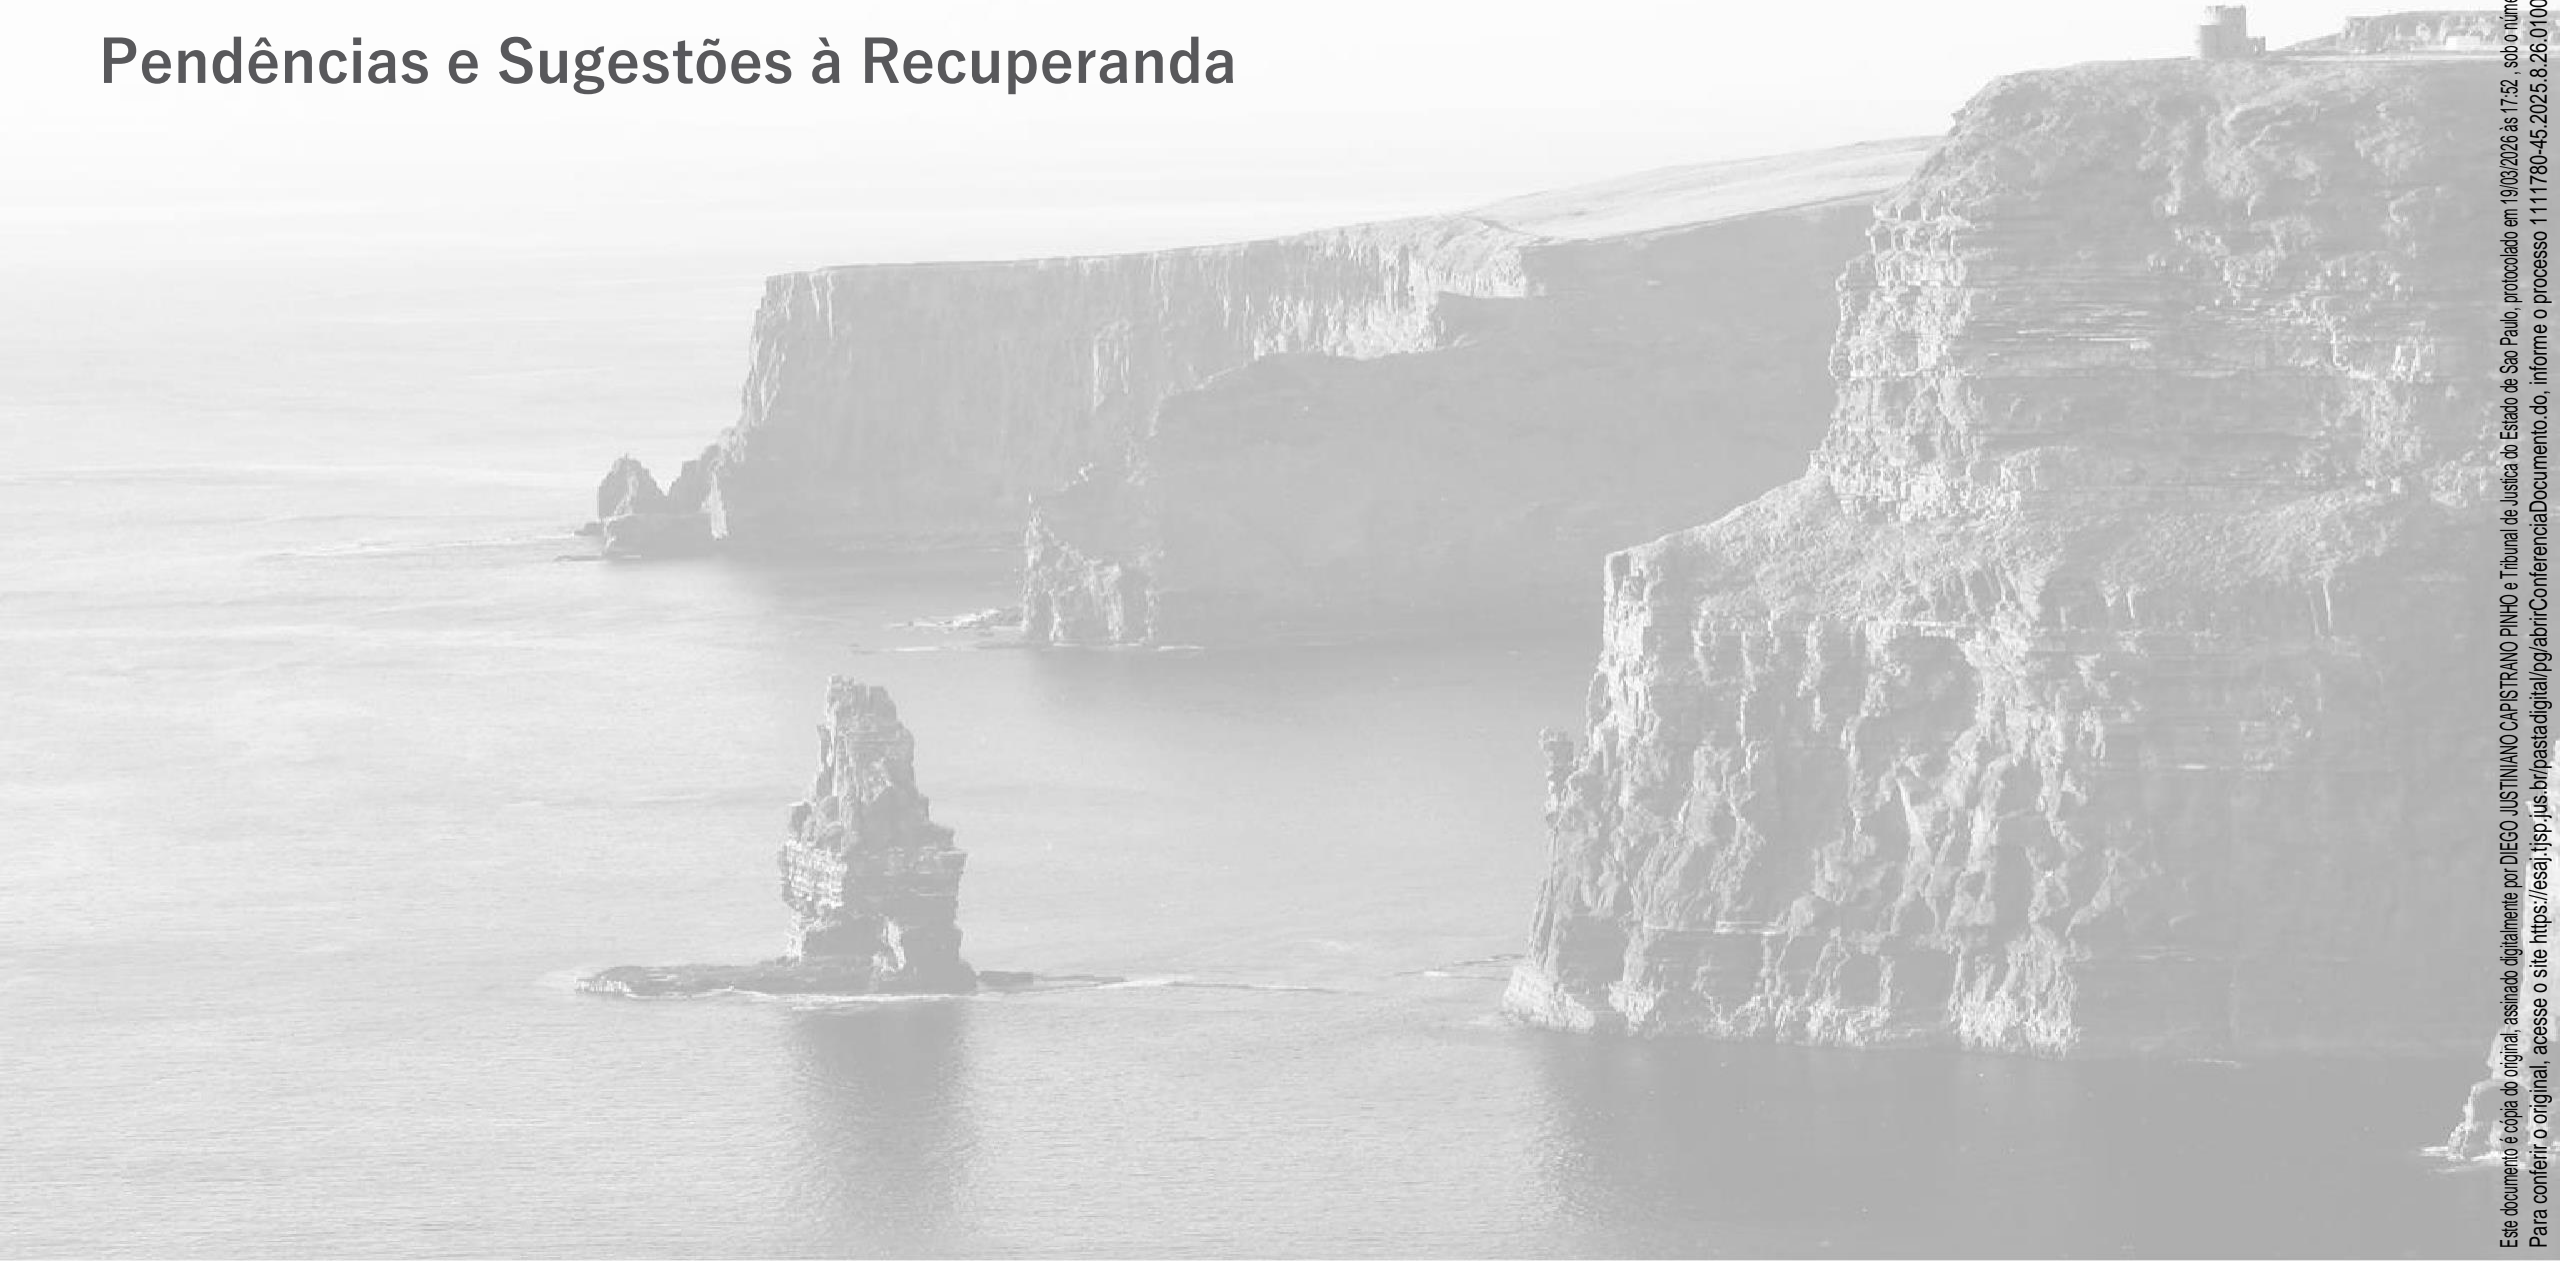 Pendências e Sugestões à Recuperanda
Este documento é cópia do original, assinado digitalmente por DIEGO JUSTINIANO CAPISTRANO PINHO e Tribunal de Justica do Estado de Sao Paulo, protocolado em 19/03/2026 às 17:52 , sob o
Para conferir o original, acesse o site https://esaj.tjsp.jus.br/pastadigital/pg/abrirConferenciaDocumento.do, informe o processo 1111780-45.2025.8.26.0100